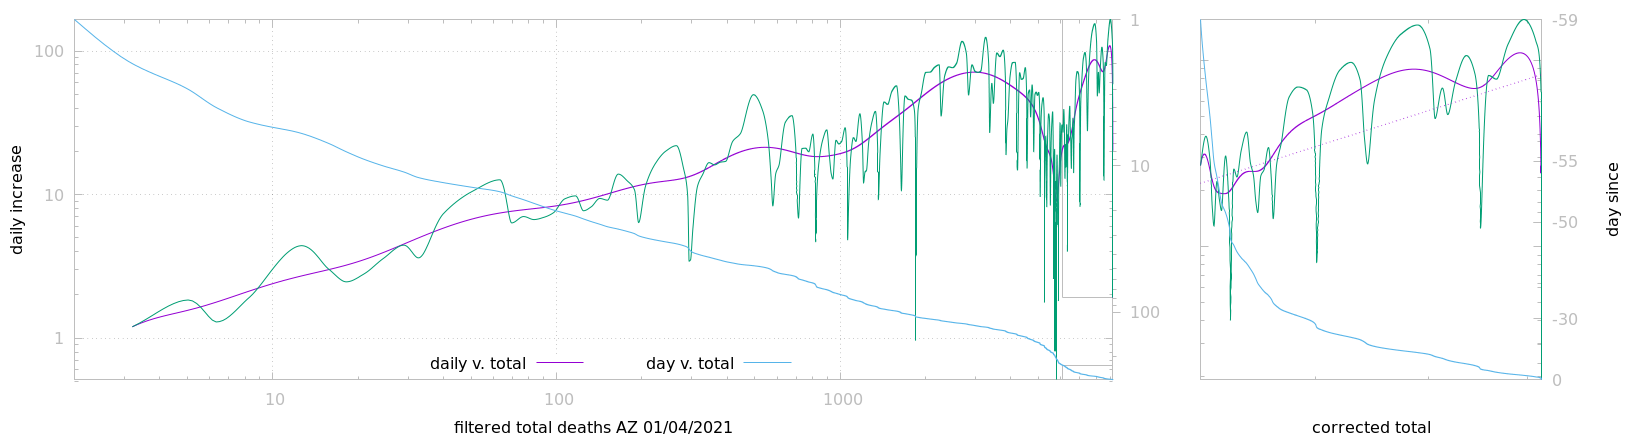 100
10
1
daily increase
daily v. total
day v. total
10
100
1000
filtered total deaths AZ 01/04/2021
1
10
100
-59
-55
-50
-30
0
day since
corrected total